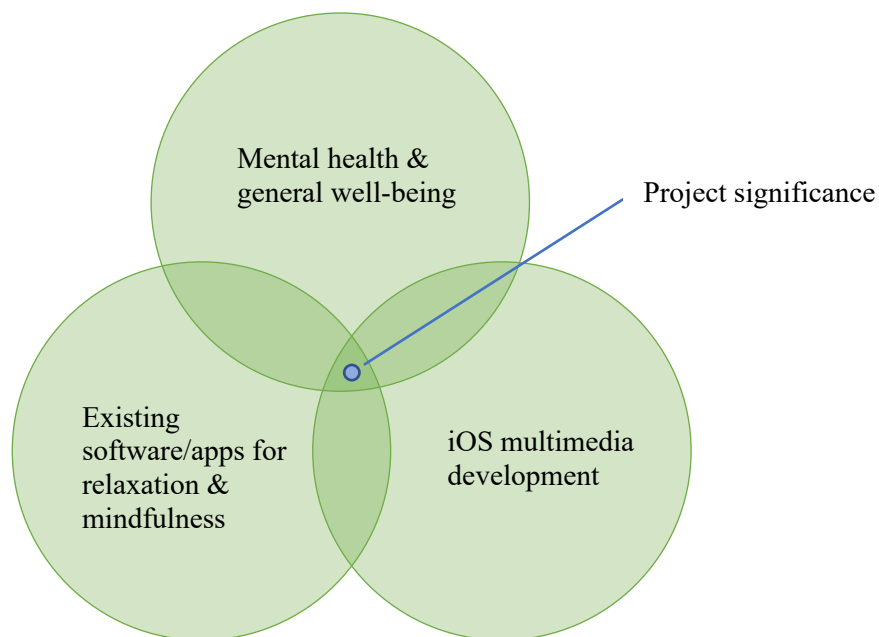 Mental health &
general well-being
Project significance
Existing
software/apps for
relaxation &
mindfulness
iOS multimedia
development